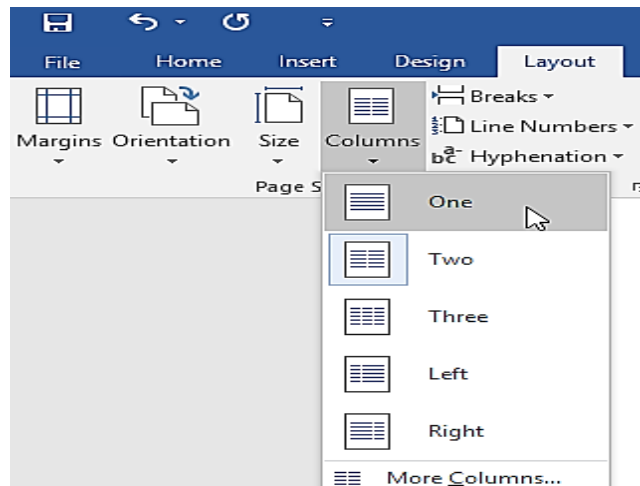 File Home Insert Design Layout
Margins Orientation Size Columns
Breaks
Line Numbers
Hyphenation
Page S
One
Two
Three
Left
Right
More Columns...